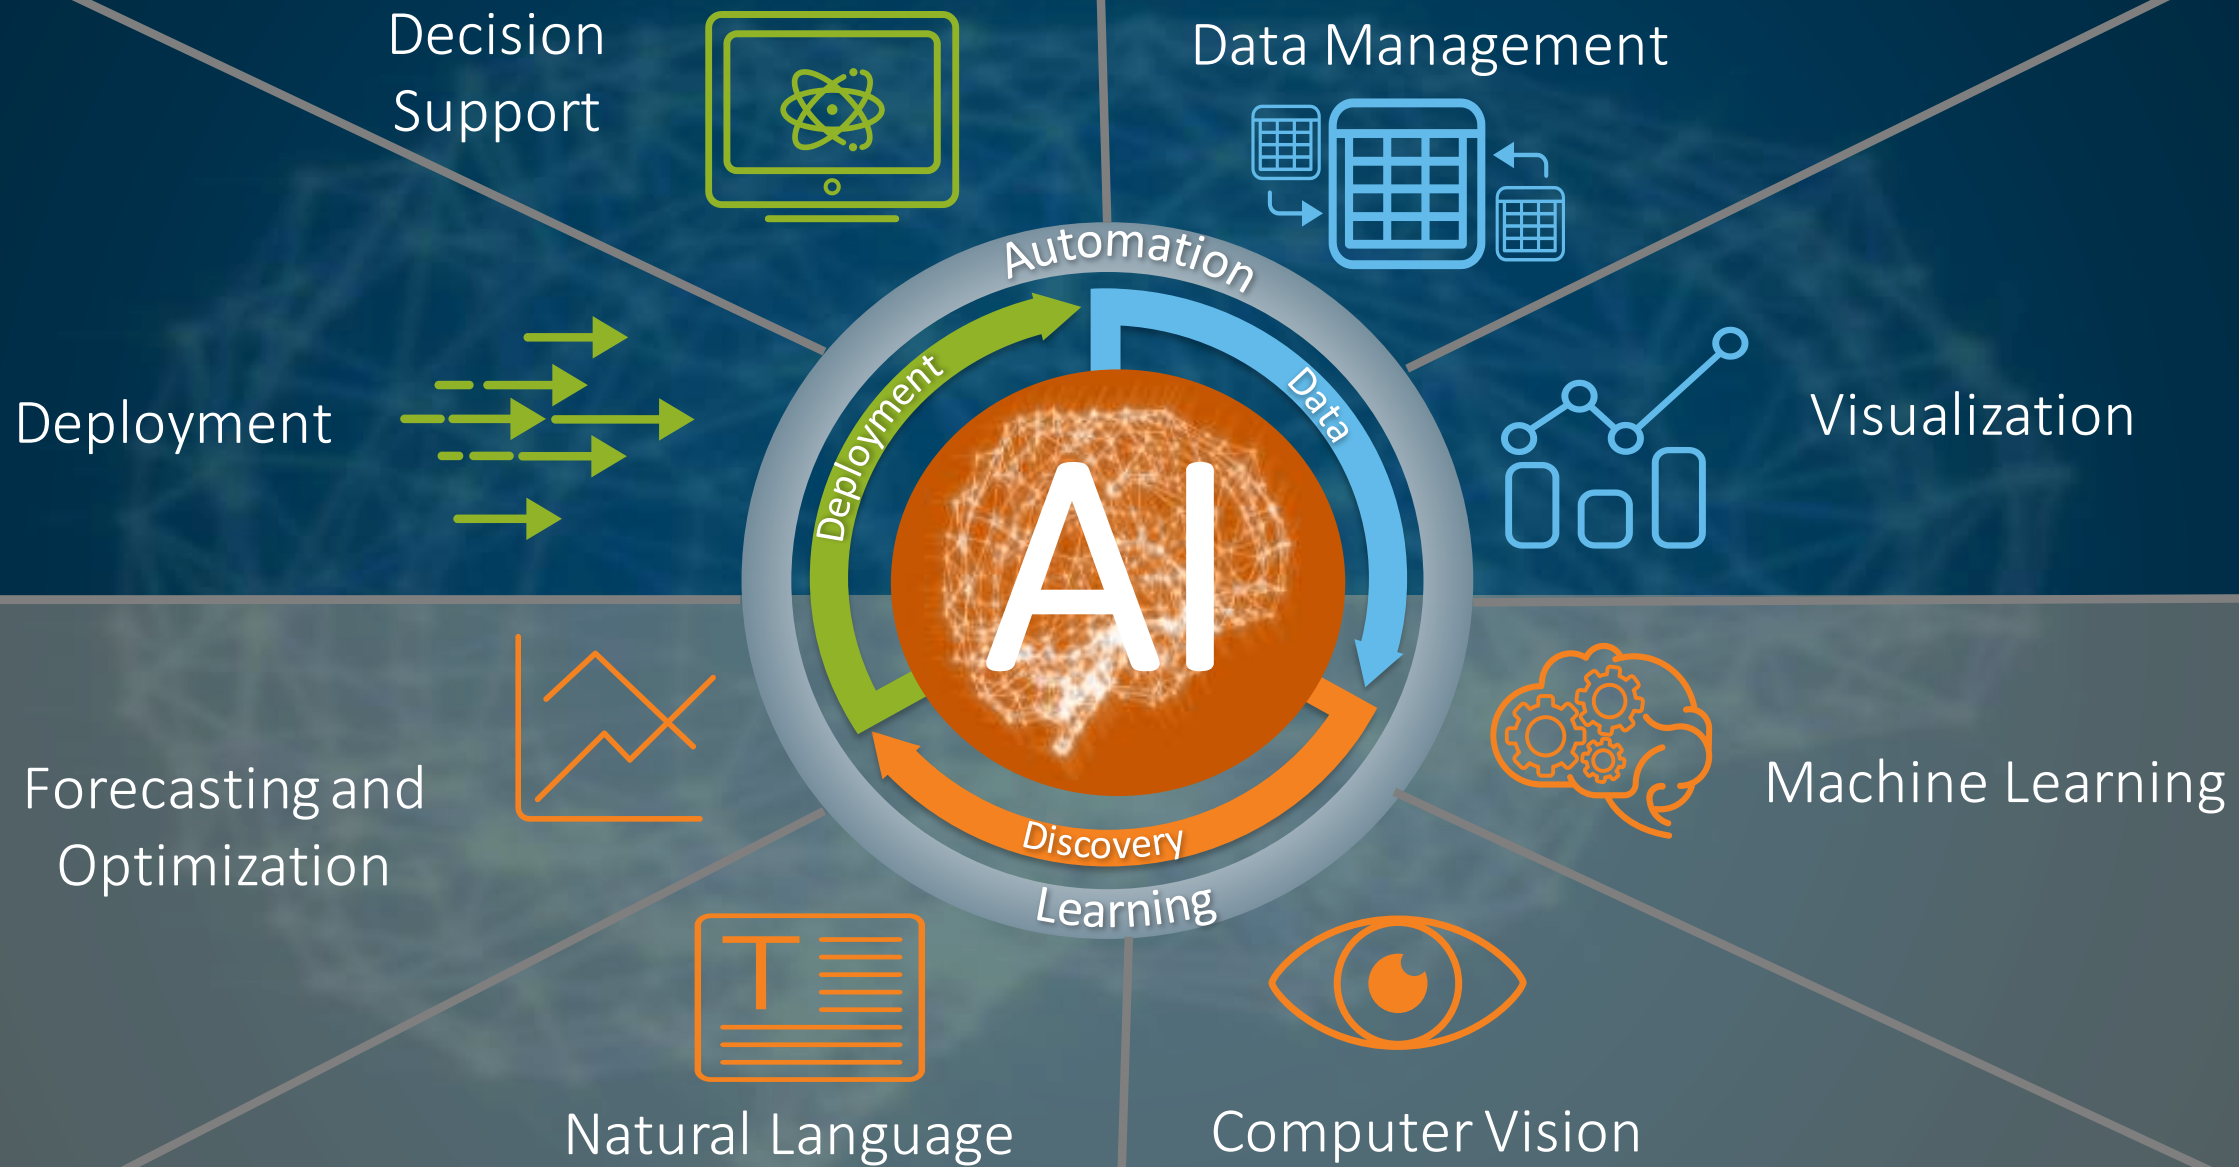 Decision
Support
Data Management
Automation
Deployment
Data
Deployment
Visualization
AI
Forecasting and
Optimization
Machine Learning
Discovery
Learning
T
Natural Language
Computer Vision